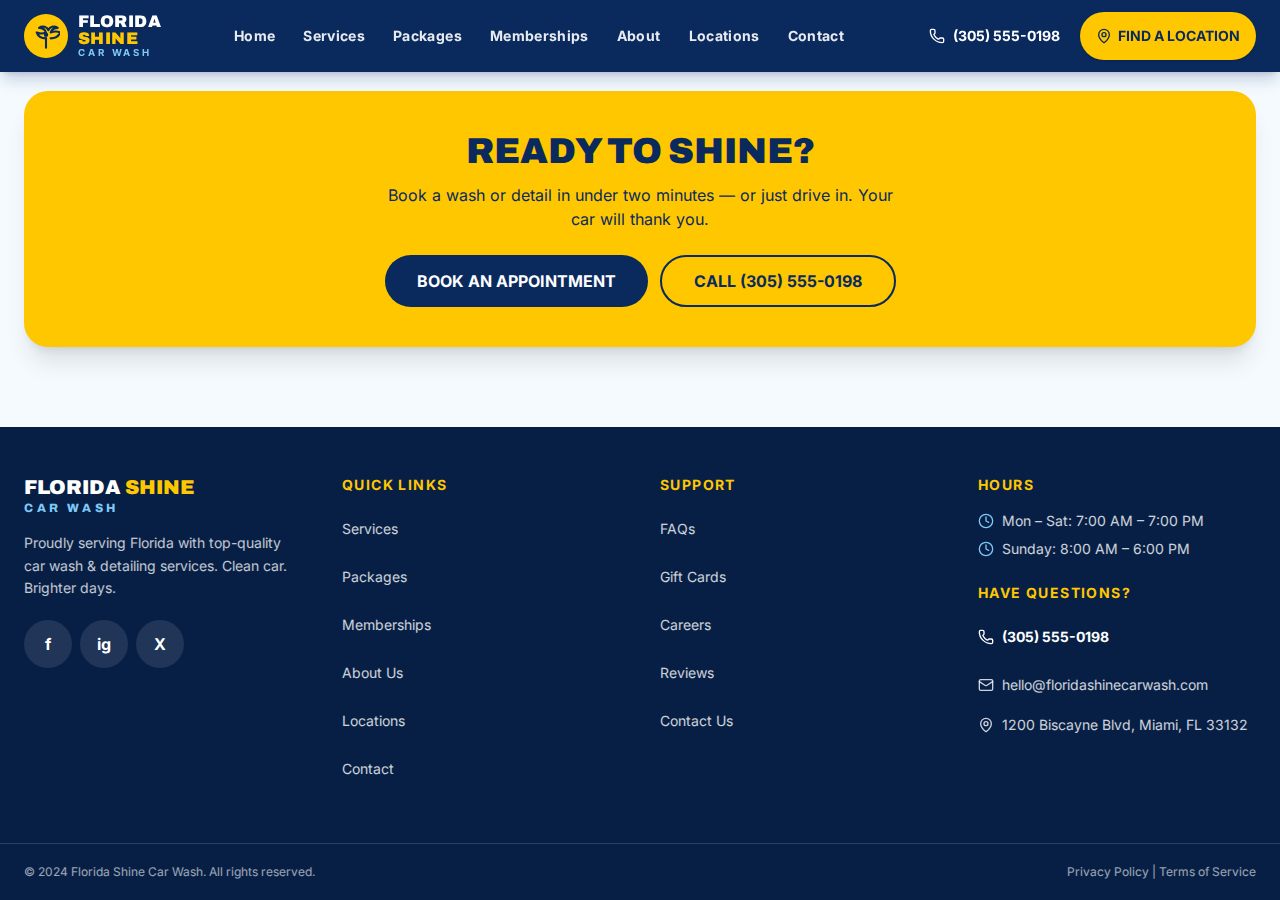 FLORIDA
SHINE
CAR WASH
Home
Services
Packages
Memberships
About
Locations
Contact
(305) 555-0198
FIND A LOCATION
READY TO SHINE?
Book a wash or detail in under two minutes — or just drive in. Your
car will thank you.
BOOK AN APPOINTMENT
CALL (305) 555-0198
FLORIDA SHINE
CAR WASH
Proudly serving Florida with top-quality
car wash & detailing services. Clean car.
Brighter days.
f
ig
X
QUICK LINKS
Services
Packages
Memberships
About Us
Locations
Contact
SUPPORT
FAQs
Gift Cards
Careers
Reviews
Contact Us
HOURS
Mon – Sat: 7:00 AM – 7:00 PM
Sunday: 8:00 AM – 6:00 PM
HAVE QUESTIONS?
(305) 555-0198
hello@floridashinecarwash.com
1200 Biscayne Blvd, Miami, FL 33132
© 2024 Florida Shine Car Wash. All rights reserved.
Privacy Policy | Terms of Service